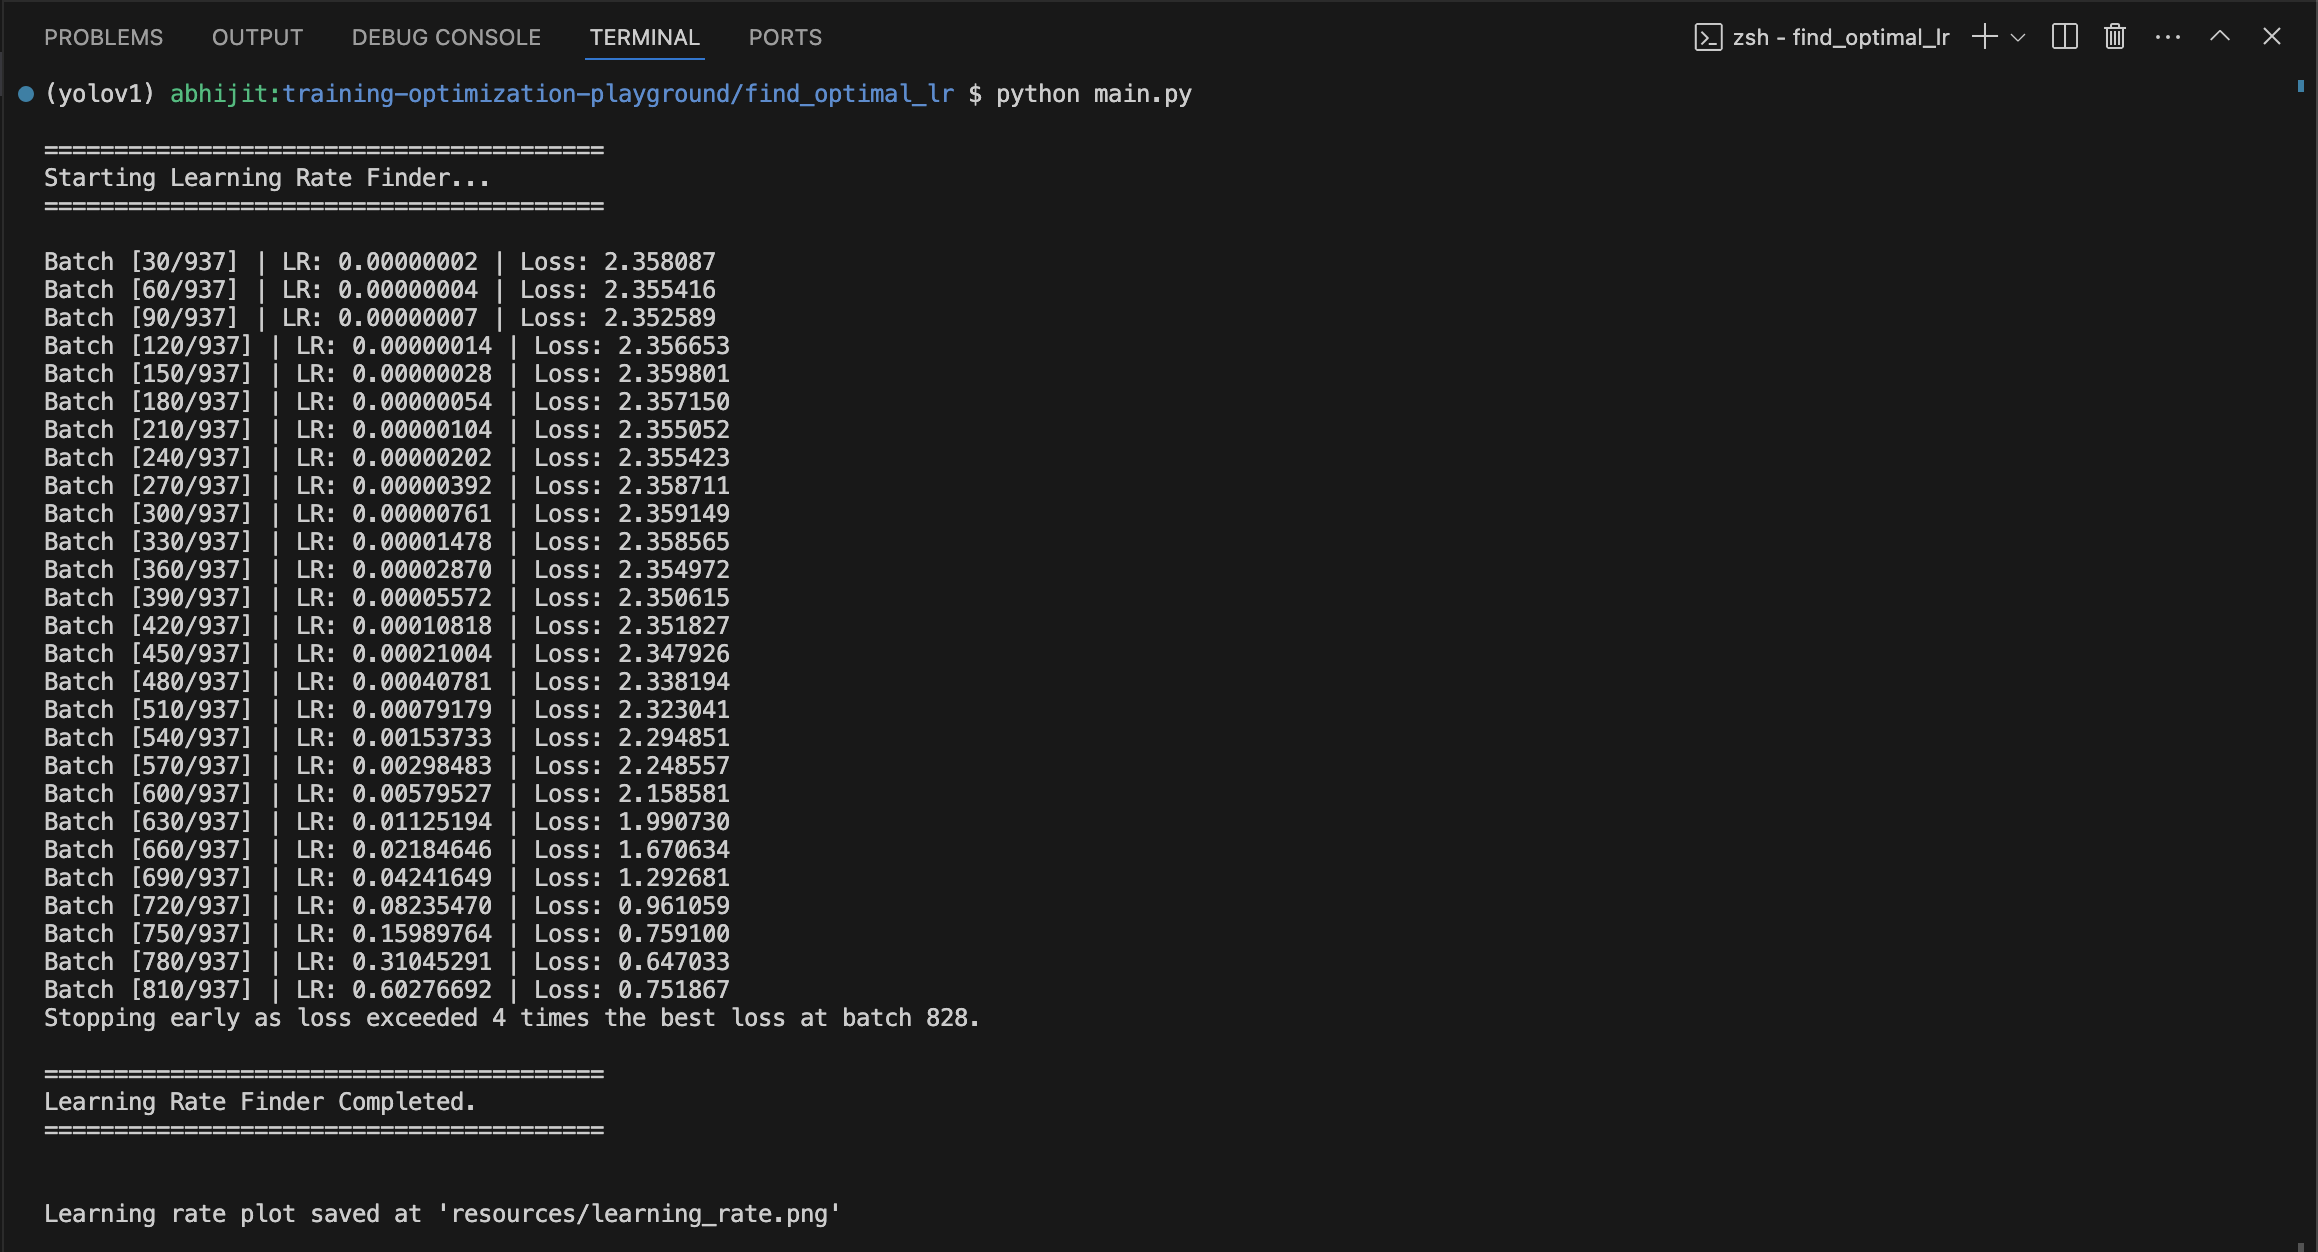 PROBLEMS OUTPUT DEBUG CONSOLE TERMINAL PORTS zsh - find_optimal_lr
(yolov1) abhijit:training-optimization-playground/find_optimal_lr $ python main.py
========================================
Starting Learning Rate Finder...
========================================
Batch [30/937] | LR: 0.00000002 | Loss: 2.358087
Batch [60/937] | LR: 0.00000004 | Loss: 2.355416
Batch [90/937] | LR: 0.00000007 | Loss: 2.352589
Batch [120/937] | LR: 0.00000014 | Loss: 2.356653
Batch [150/937] | LR: 0.00000028 | Loss: 2.359801
Batch [180/937] | LR: 0.00000054 | Loss: 2.357150
Batch [210/937] | LR: 0.00000104 | Loss: 2.355052
Batch [240/937] | LR: 0.00000202 | Loss: 2.355423
Batch [270/937] | LR: 0.00000392 | Loss: 2.358711
Batch [300/937] | LR: 0.00000761 | Loss: 2.359149
Batch [330/937] | LR: 0.00001478 | Loss: 2.358565
Batch [360/937] | LR: 0.00002870 | Loss: 2.354972
Batch [390/937] | LR: 0.00005572 | Loss: 2.350615
Batch [420/937] | LR: 0.00010818 | Loss: 2.351827
Batch [450/937] | LR: 0.00021004 | Loss: 2.347926
Batch [480/937] | LR: 0.00040781 | Loss: 2.338194
Batch [510/937] | LR: 0.00079179 | Loss: 2.323041
Batch [540/937] | LR: 0.00153733 | Loss: 2.294851
Batch [570/937] | LR: 0.00298483 | Loss: 2.248557
Batch [600/937] | LR: 0.00579527 | Loss: 2.158581
Batch [630/937] | LR: 0.01125194 | Loss: 1.990730
Batch [660/937] | LR: 0.02184646 | Loss: 1.670634
Batch [690/937] | LR: 0.04241649 | Loss: 1.292681
Batch [720/937] | LR: 0.08235470 | Loss: 0.961059
Batch [750/937] | LR: 0.15989764 | Loss: 0.759100
Batch [780/937] | LR: 0.31045291 | Loss: 0.647033
Batch [810/937] | LR: 0.60276692 | Loss: 0.751867
Stopping early as loss exceeded 4 times the best loss at batch 828.
========================================
Learning Rate Finder Completed.
========================================
Learning rate plot saved at 'resources/learning_rate.png'